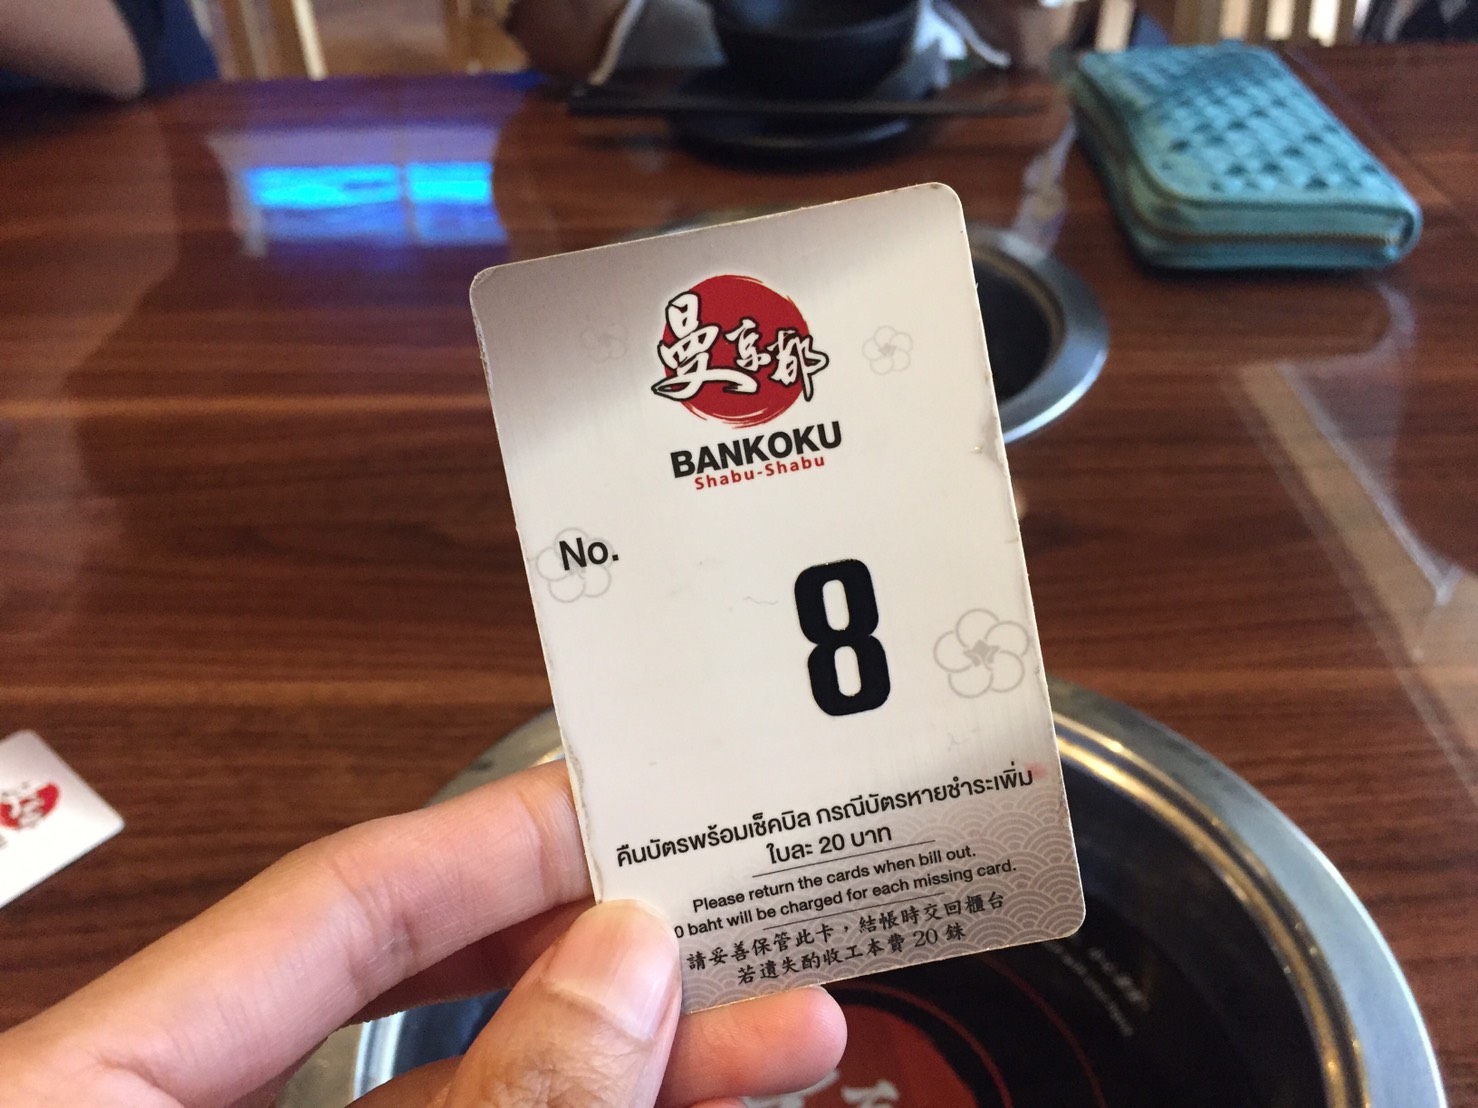 曼京都
BANKOKU
Shabu-Shabu
No.
8
คืนบัตรพร้อมเช็คบิล กรณีบัตรหายชำระเพิ่ม
ใบละ 20 บาท
Please return the cards when bill out.
0 baht will be charged for each missing card.
請妥善保管此卡，結帳時交回櫃台
若遺失酌收工本費 20 銖